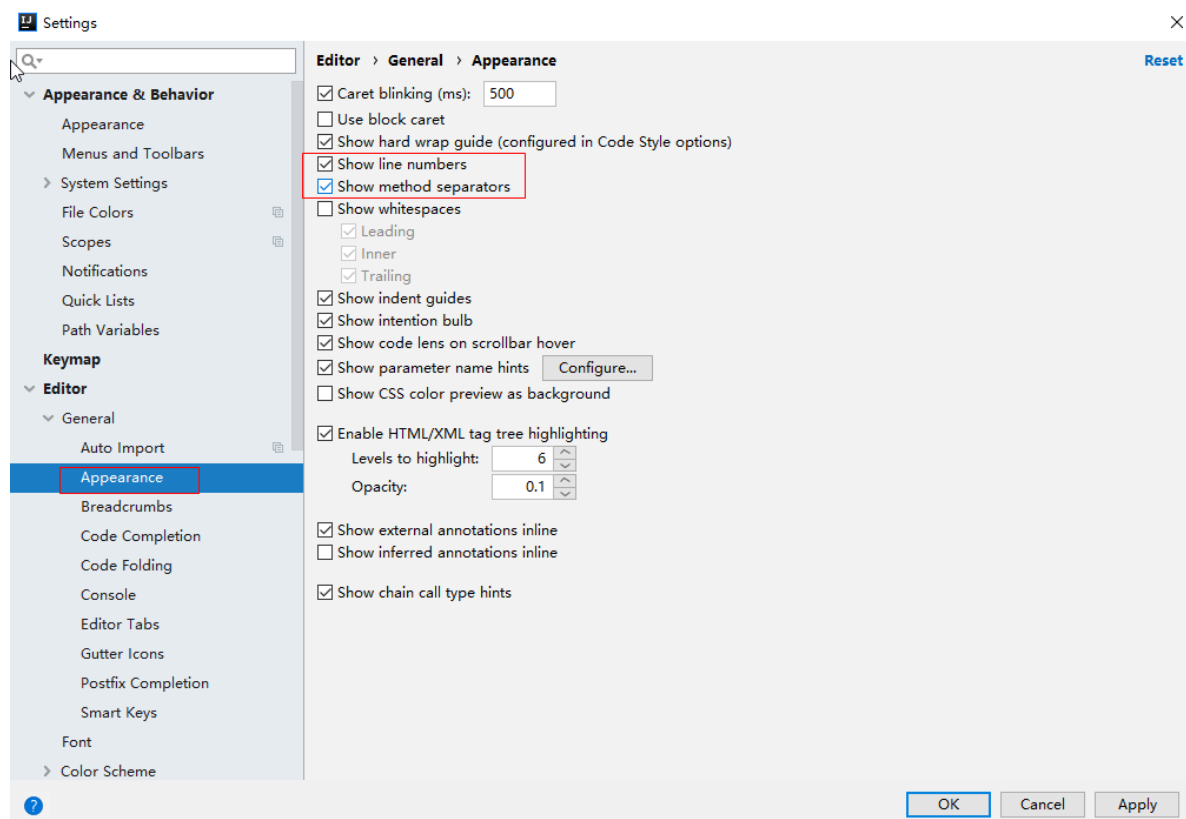 Settings
Appearance & Behavior
Appearance
Menus and Toolbars
System Settings
File Colors
Scopes
Notifications
Quick Lists
Path Variables
Keymap
Editor
General
Auto Import
Appearance
Breadcrumbs
Code Completion
Code Folding
Console
Editor Tabs
Gutter Icons
Postfix Completion
Smart Keys
Font
Color Scheme
Editor › General › Appearance
Reset
Caret blinking (ms): 500
Use block caret
Show hard wrap guide (configured in Code Style options)
Show line numbers
Show method separators
Show whitespaces
Leading
Inner
Trailing
Show indent guides
Show intention bulb
Show code lens on scrollbar hover
Show parameter name hints Configure...
Show CSS color preview as background
Enable HTML/XML tag tree highlighting
Levels to highlight: 6
Opacity: 0.1
Show external annotations inline
Show inferred annotations inline
Show chain call type hints
?
OK Cancel Apply